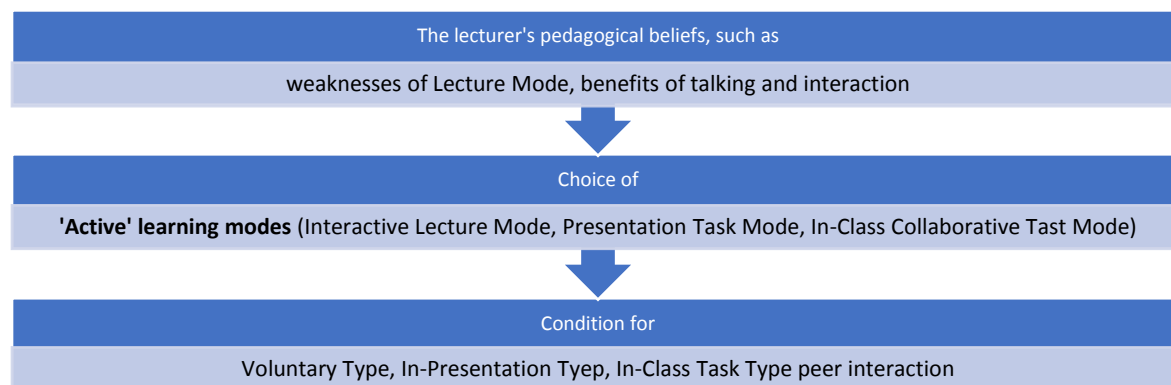 The lecturer's pedagogical beliefs, such as
weaknesses of Lecture Mode, benefits of talking and interaction
Choice of
'Active' learning modes (Interactive Lecture Mode, Presentation Task Mode, In-Class Collaborative Tast Mode)
Condition for
Voluntary Type, In-Presentation Tyep, In-Class Task Type peer interaction